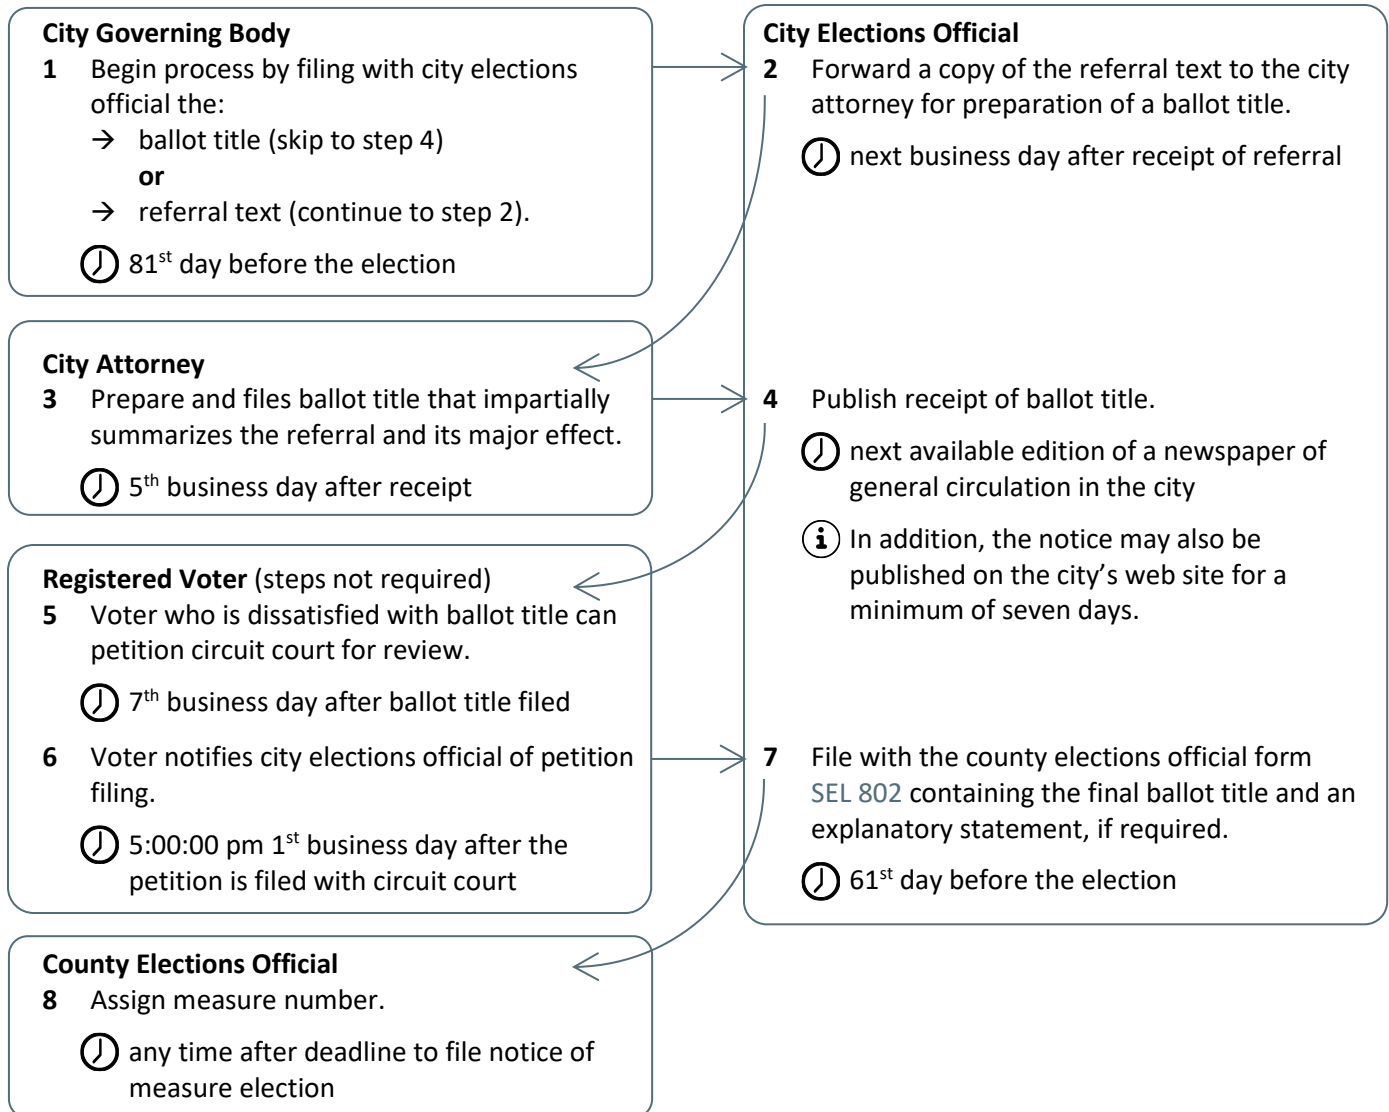 City Governing Body
1 Begin process by filing with city elections
official the:
→ ballot title (skip to step 4)
or
→ referral text (continue to step 2).
81st day before the election
City Elections Official
2 Forward a copy of the referral text to the city
attorney for preparation of a ballot title.
next business day after receipt of referral
City Attorney
3 Prepare and files ballot title that impartially
summarizes the referral and its major effect.
5th business day after receipt
4 Publish receipt of ballot title.
next available edition of a newspaper of
general circulation in the city
In addition, the notice may also be
published on the city's web site for a
minimum of seven days.
Registered Voter (steps not required)
5 Voter who is dissatisfied with ballot title can
petition circuit court for review.
7th business day after ballot title filed
6 Voter notifies city elections official of petition
filing.
5:00:00 pm 1st business day after the
petition is filed with circuit court
7 File with the county elections official form
SEL 802 containing the final ballot title and an
explanatory statement, if required.
61st day before the election
County Elections Official
8 Assign measure number.
any time after deadline to file notice of
measure election